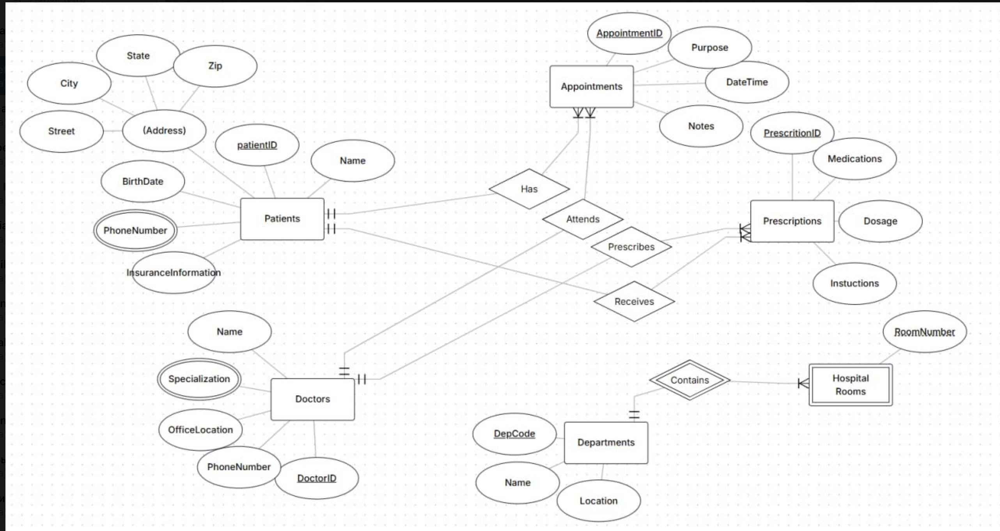 AppointmentID
Purpose
State
Zip
City
DateTime
Appointments
Notes
Street
(Address)
PrescritionID
patientID
Name
Medications
BirthDate
Has
Patients
Attends
Prescriptions
Dosage
PhoneNumber
Prescribes
InsuranceInformation
Instuctions
Receives
Name
RoomNumber
Specialization
Contains
Hospital
Rooms
Doctors
OfficeLocation
DepCode
Departments
PhoneNumber
DoctorID
Name
Location